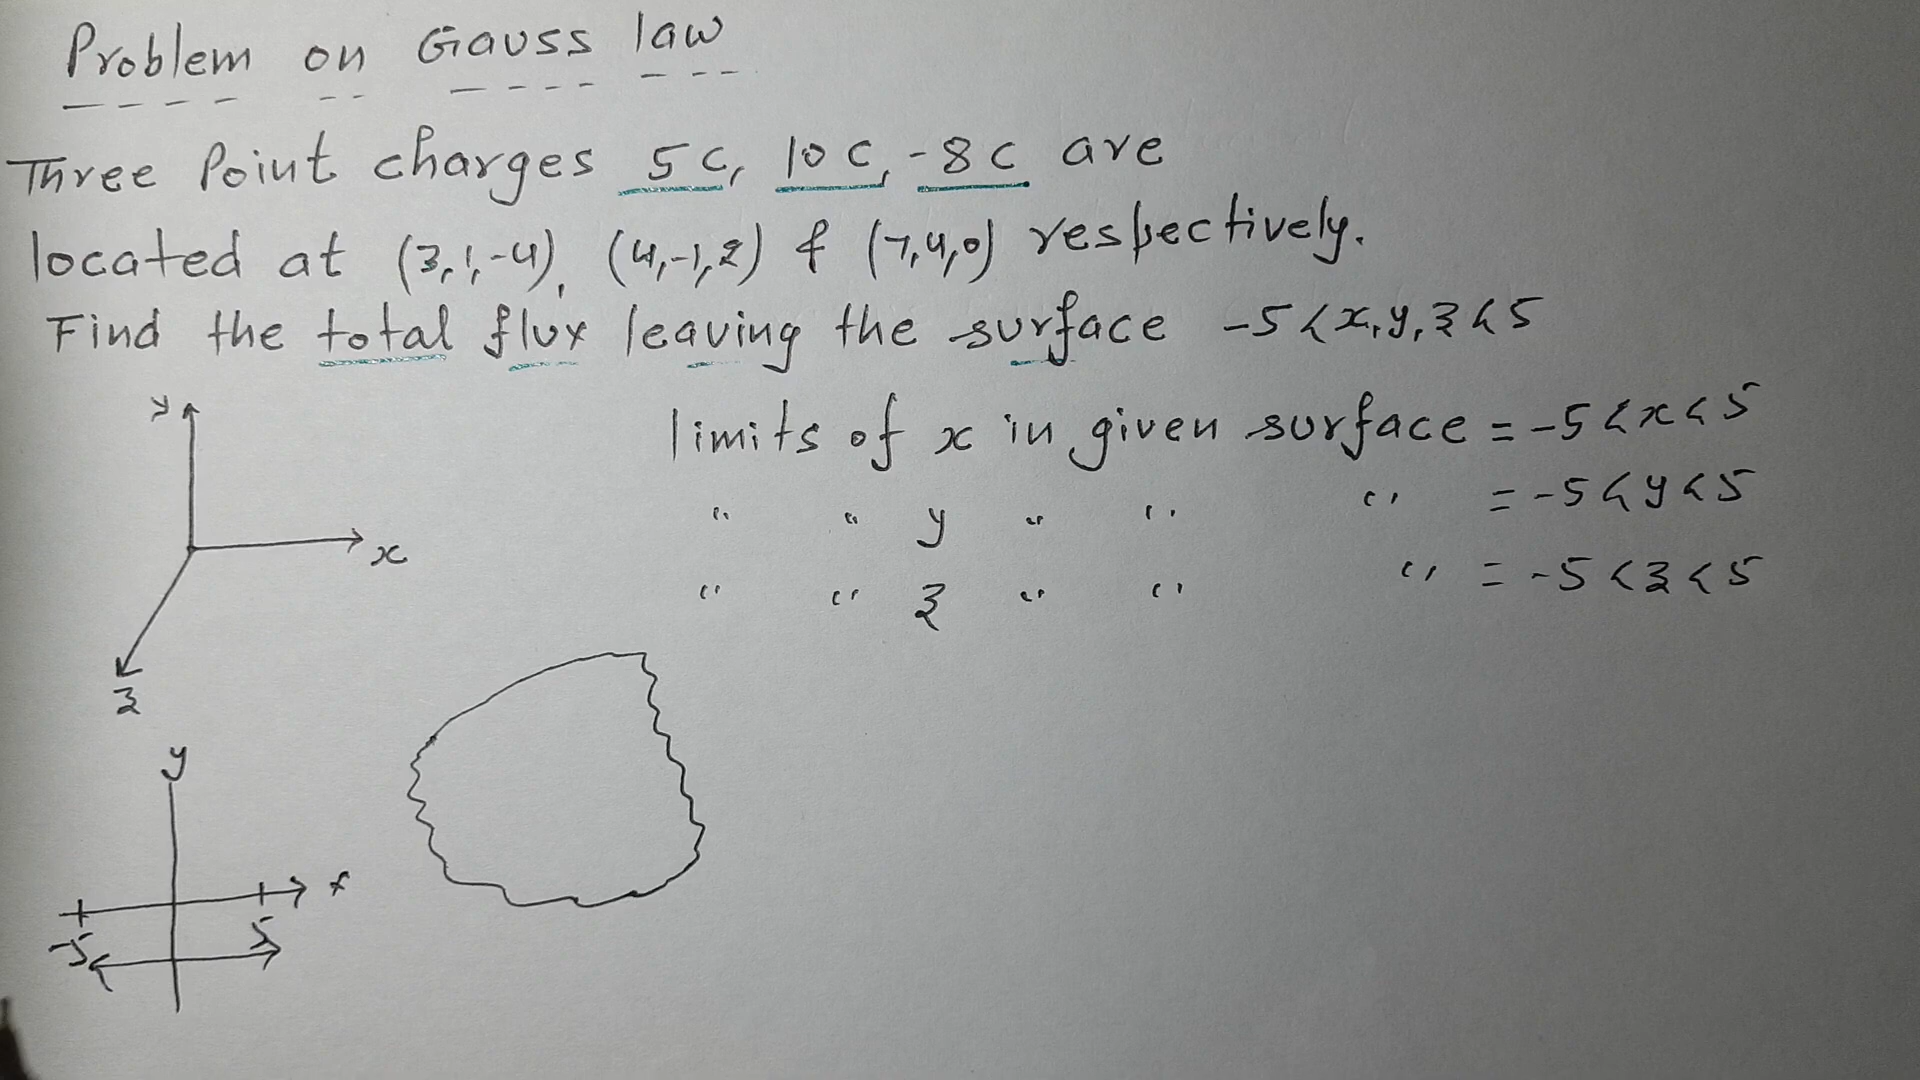 Problem on Gauss law
Three Point charges 5C, 10C, -8C are
located at (3,1,-4), (4,-1,2) & (7,4,0) respectively.
Find the total flux leaving the surface -5<x,y,z<5
limits of x in given surface = -5<x<5
" " y " " " = -5<y<5
" " z " " " = -5<z<5
y
x
z
y
x
-5 5